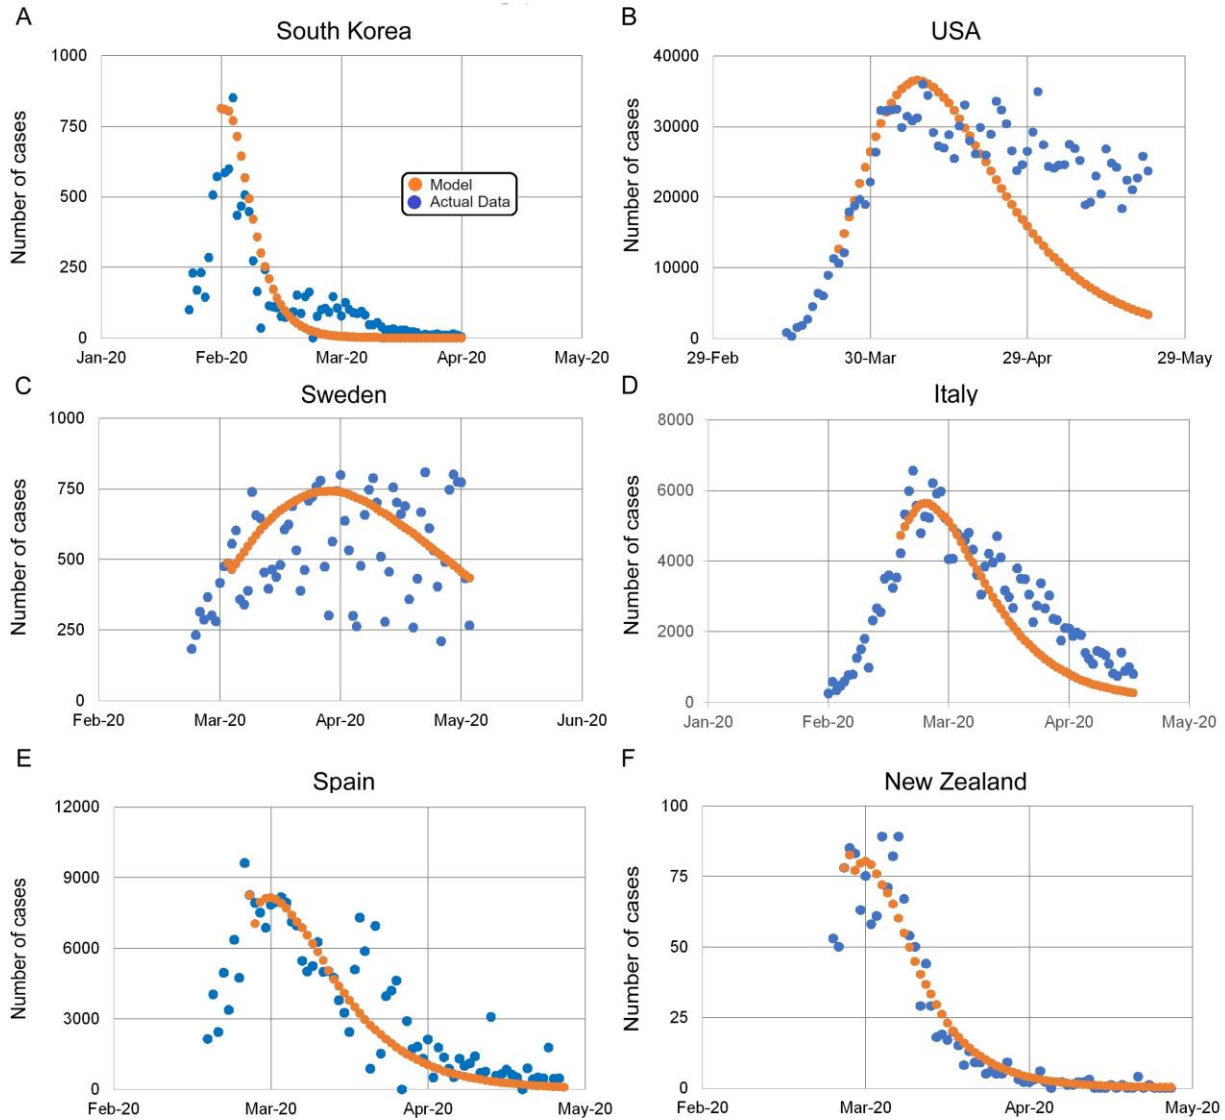 A
South Korea
Number of cases
1000
750
500
250
0
Jan-20 Feb-20 Mar-20 Apr-20 May-20
Model
Actual Data
B
USA
Number of cases
40000
30000
20000
10000
0
29-Feb 30-Mar 29-Apr 29-May
C
Sweden
Number of cases
1000
750
500
250
0
Feb-20 Mar-20 Apr-20 May-20 Jun-20
D
Italy
Number of cases
8000
6000
4000
2000
0
Jan-20 Feb-20 Mar-20 Apr-20 May-20
E
Spain
Number of cases
12000
9000
6000
3000
0
Feb-20 Mar-20 Apr-20 May-20
F
New Zealand
Number of cases
100
75
50
25
0
Feb-20 Mar-20 Apr-20 May-20